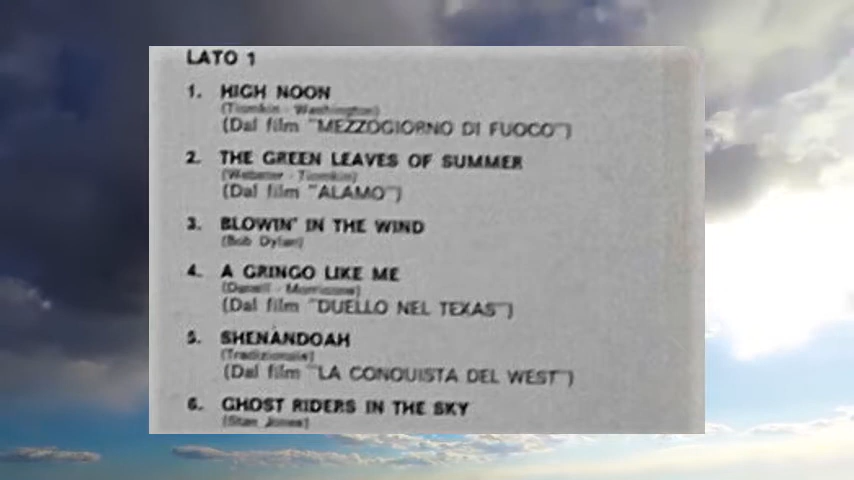 LATO 1
1. HIGH NOON
(Tiomkin - Washington)
(Dal film "MEZZOGIORNO DI FUOCO")
2. THE GREEN LEAVES OF SUMMER
(Webster - Tiomkin)
(Dal film "ALAMO")
3. BLOWIN' IN THE WIND
(Bob Dylan)
4. A GRINGO LIKE ME
(Danell - Morricone)
(Dal film "DUELLO NEL TEXAS")
5. SHENANDOAH
(Tradizionale)
(Dal film "LA CONQUISTA DEL WEST")
6. GHOST RIDERS IN THE SKY
(Stan Jones)